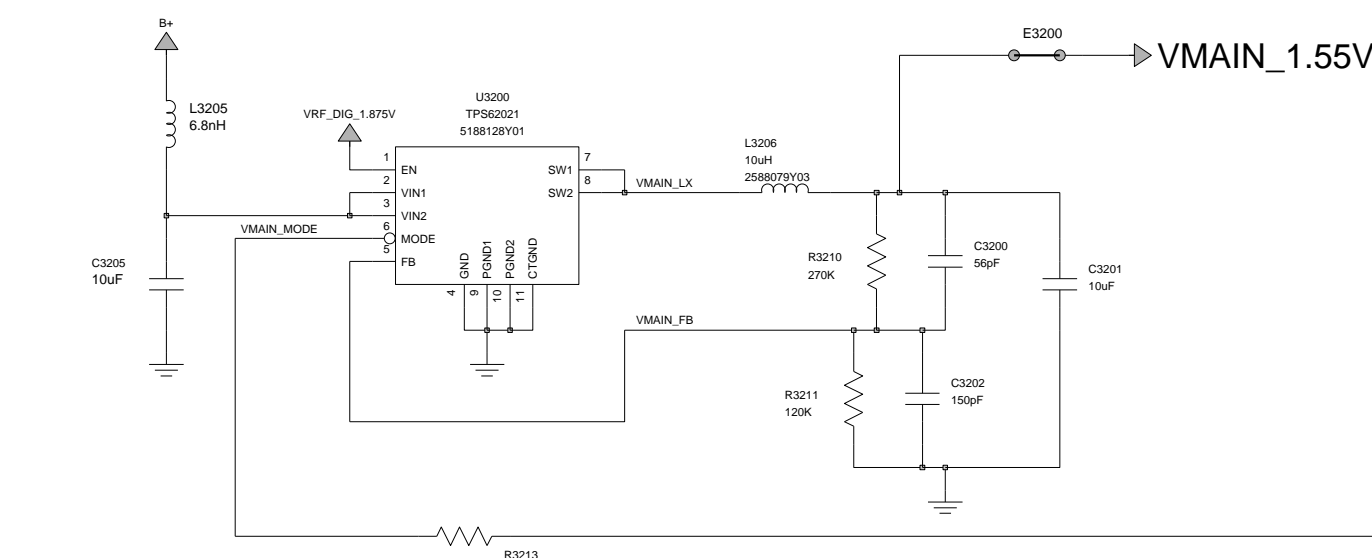 B+
E3200
VMAIN_1.55V
L3205
6.8nH
VRF_DIG_1.875V
U3200
TPS62021
5188128Y01
1
EN
2
VIN1
3
VIN2
6
MODE
5
FB
7
SW1
8
SW2
GND
PGND1
PGND2
CTGND
4
9
10
11
VMAIN_LX
L3206
10uH
2588079Y03
VMAIN_MODE
C3205
10uF
R3210
270K
C3200
56pF
C3201
10uF
VMAIN_FB
R3211
120K
C3202
150pF
R3213